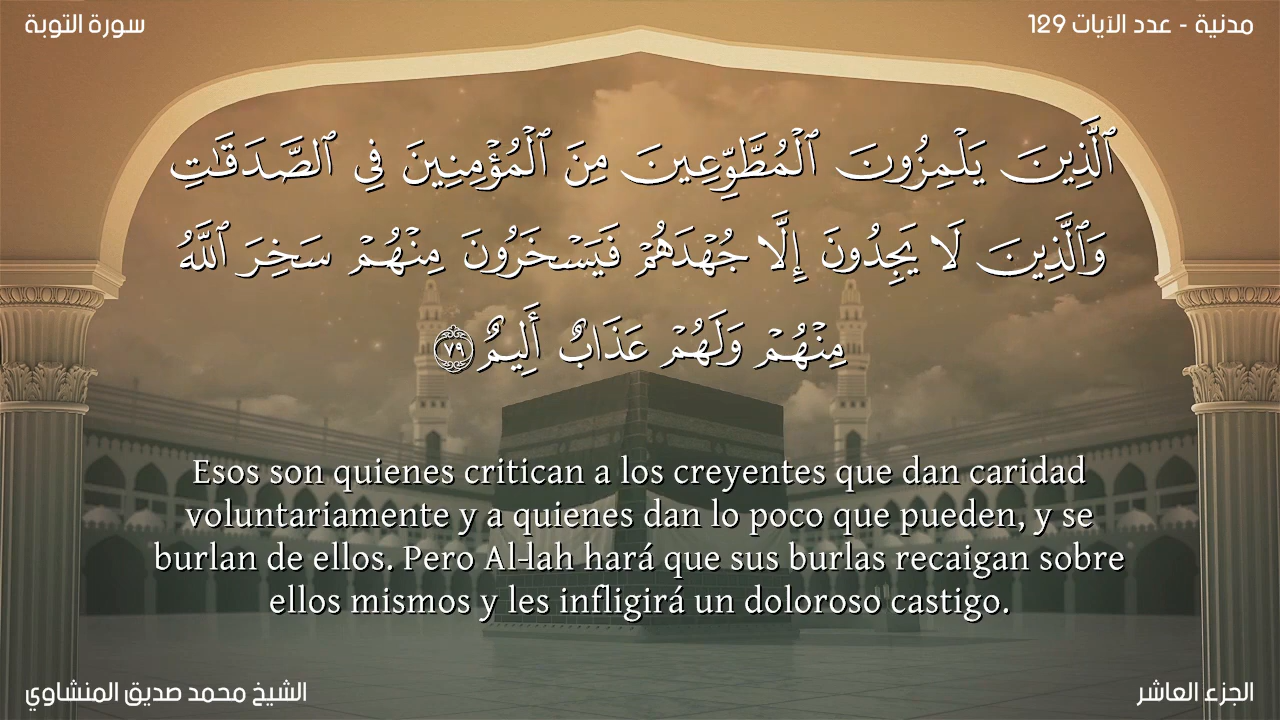 مدنية - عدد الآيات 129
سورة التوبة
ٱلَّذِينَ يَلْمِزُونَ ٱلْمُطَّوِّعِينَ مِنَ ٱلْمُؤْمِنِينَ فِى ٱلصَّدَقَٰتِ
وَٱلَّذِينَ لَا يَجِدُونَ إِلَّا جُهْدَهُمْ فَيَسْخَرُونَ مِنْهُمْ سَخِرَ ٱللَّهُ
مِنْهُمْ وَلَهُمْ عَذَابٌ أَلِيمٌ ٧٩
Esos son quienes critican a los creyentes que dan caridad
voluntariamente y a quienes dan lo poco que pueden, y se
burlan de ellos. Pero Al-lah hará que sus burlas recaigan sobre
ellos mismos y les infligirá un doloroso castigo.
الجزء العاشر
الشيخ محمد صديق المنشاوي